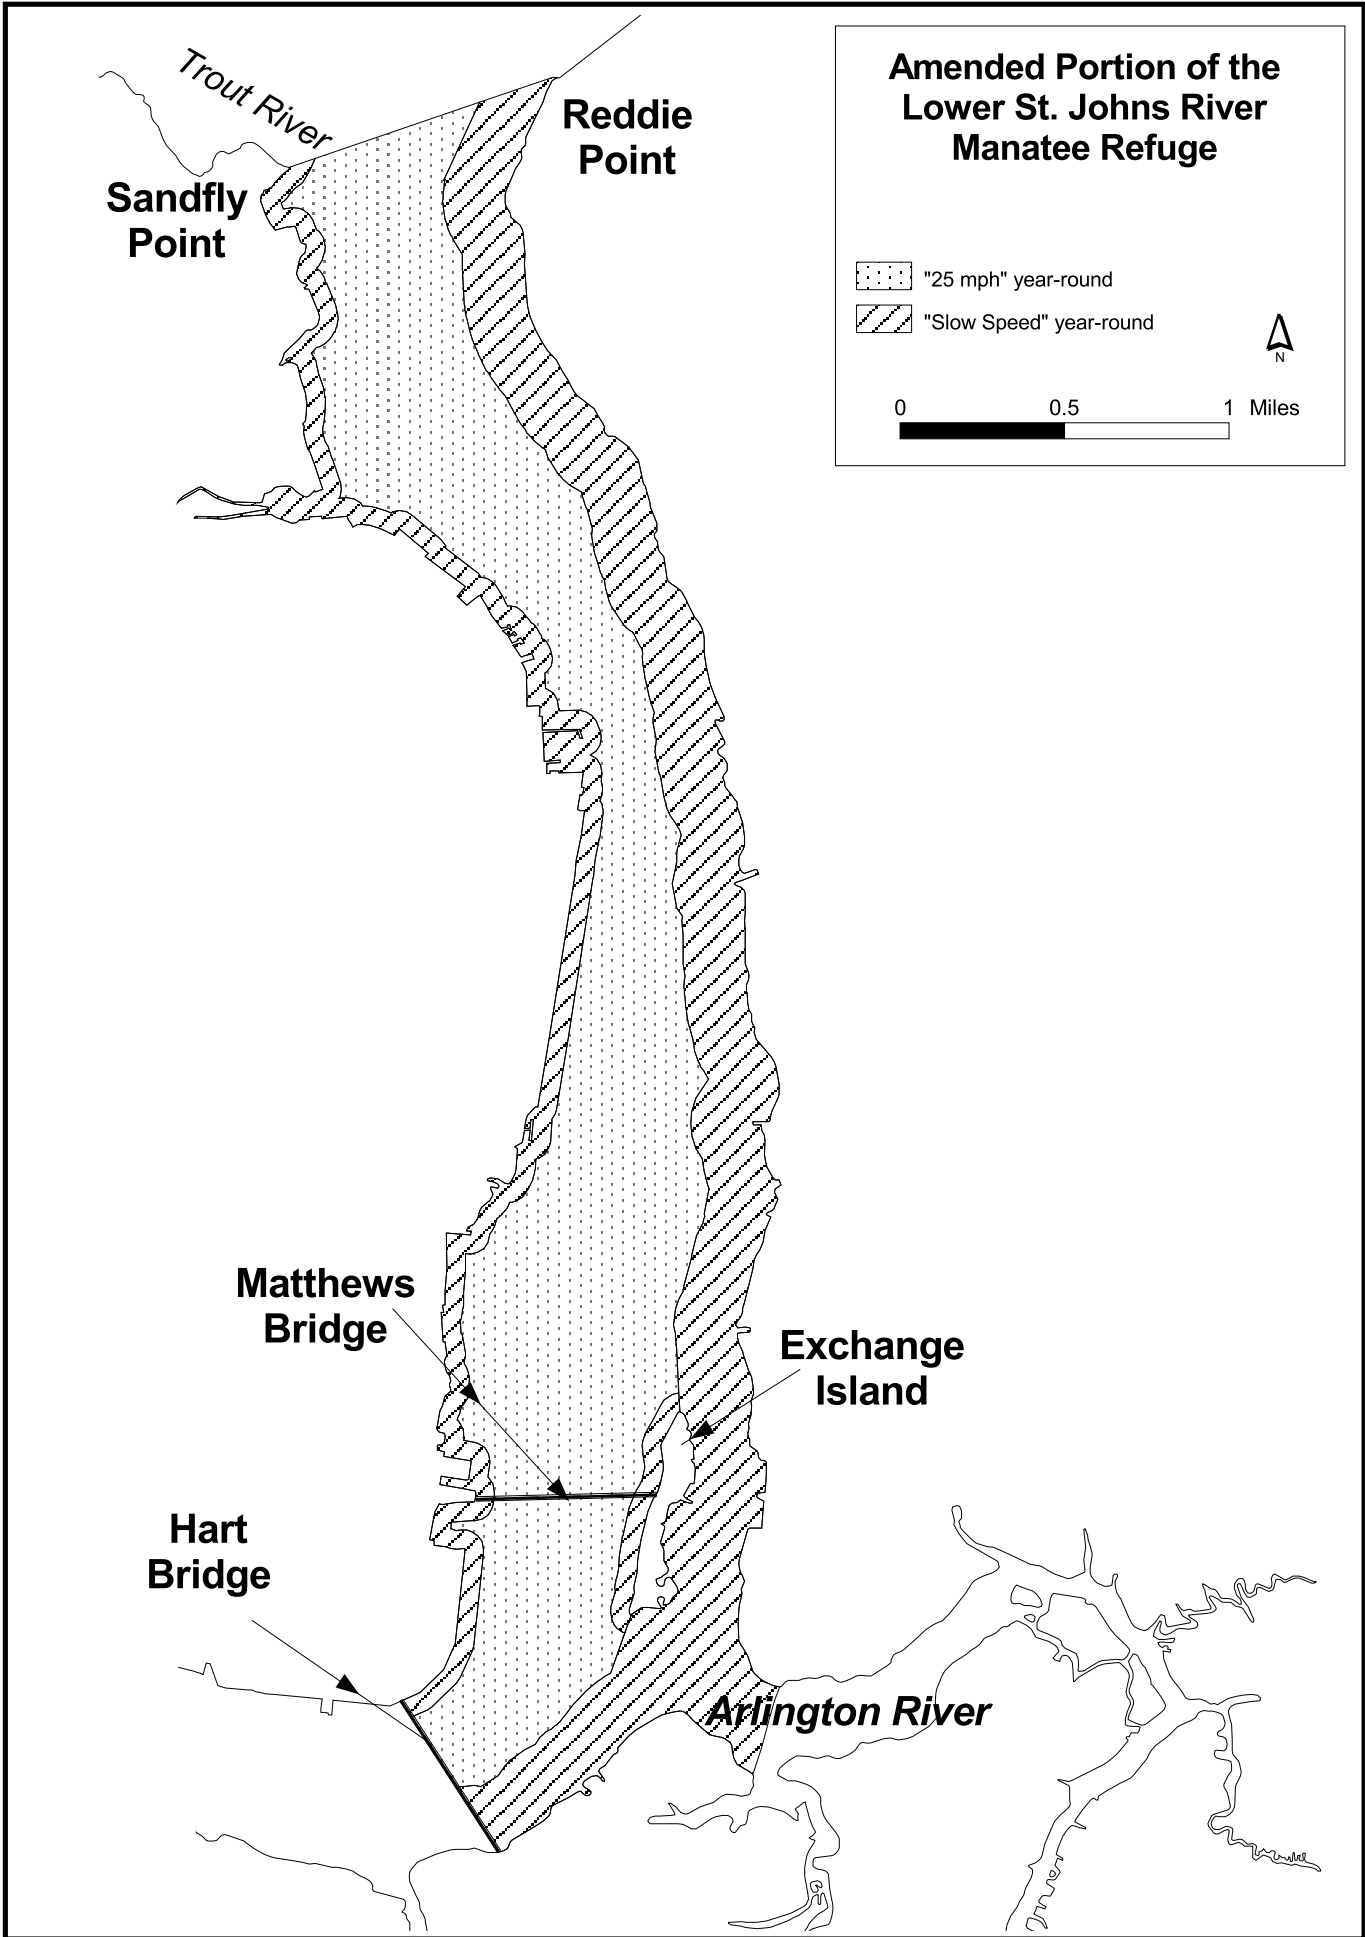 Amended Portion of the
Lower St. Johns River
Manatee Refuge
"25 mph" year-round
"Slow Speed" year-round
N
0 0.5 1 Miles
Trout River
Reddie
Point
Sandfly
Point
Matthews
Bridge
Exchange
Island
Hart
Bridge
Arlington River